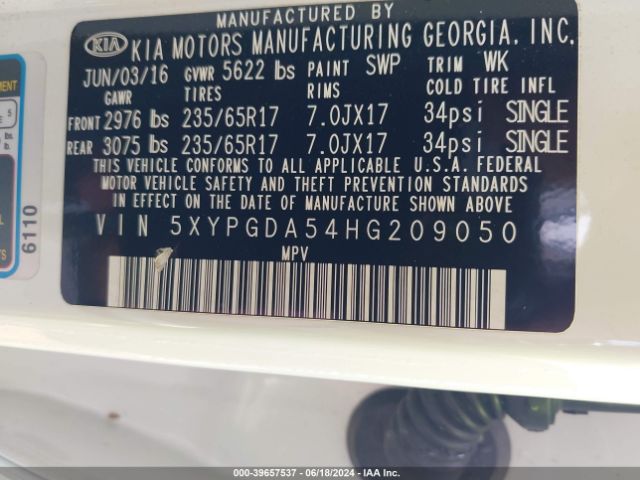 MANUFACTURED BY
KIA KIA MOTORS MANUFACTURING GEORGIA, INC.
JUN/03/16 GVWR 5622 lbs PAINT SWP TRIM WK
GAWR TIRES RIMS COLD TIRE INFL
FRONT 2976 lbs 235/65R17 7.0JX17 34psi SINGLE
REAR 3075 lbs 235/65R17 7.0JX17 34psi SINGLE
THIS VEHICLE CONFORMS TO ALL APPLICABLE U.S.A. FEDERAL
MOTOR VEHICLE SAFETY AND THEFT PREVENTION STANDARDS
IN EFFECT ON THE DATE OF MANUFACTURE SHOWN ABOVE
VIN 5XYPGDA54HG209050
MPV
6110
000-39657537 - 06/18/2024 - IAA Inc.